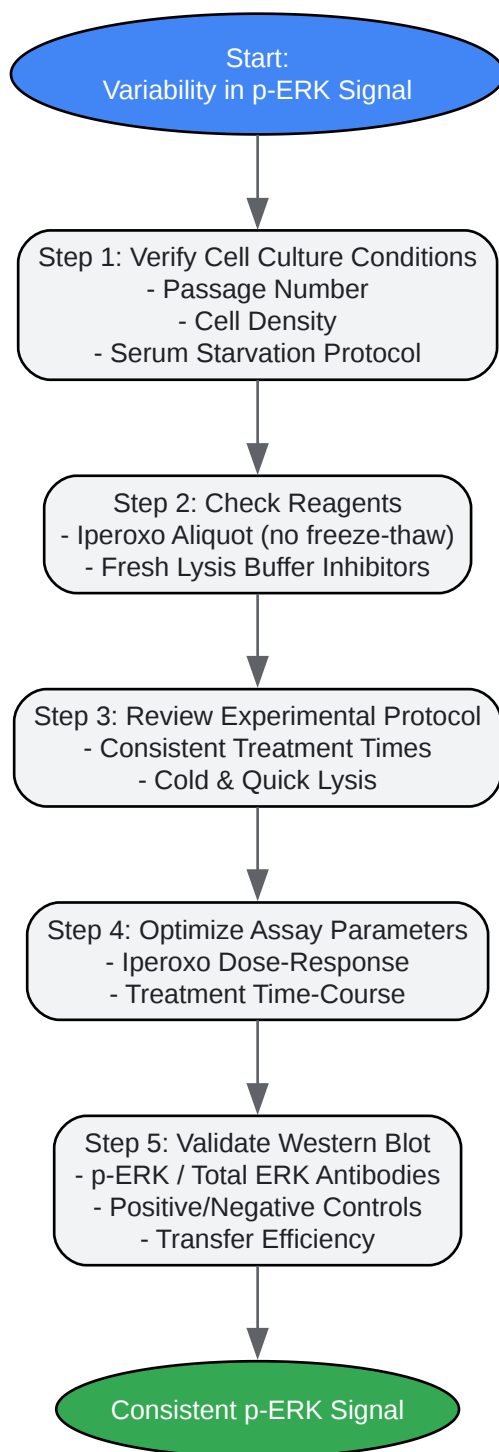 Start:
Variability in p-ERK Signal
Step 1: Verify Cell Culture Conditions
- Passage Number
- Cell Density
- Serum Starvation Protocol
Step 2: Check Reagents
- Iperoxo Aliquot (no freeze-thaw)
- Fresh Lysis Buffer Inhibitors
Step 3: Review Experimental Protocol
- Consistent Treatment Times
- Cold & Quick Lysis
Step 4: Optimize Assay Parameters
- Iperoxo Dose-Response
- Treatment Time-Course
Step 5: Validate Western Blot
- p-ERK / Total ERK Antibodies
- Positive/Negative Controls
- Transfer Efficiency
Consistent p-ERK Signal